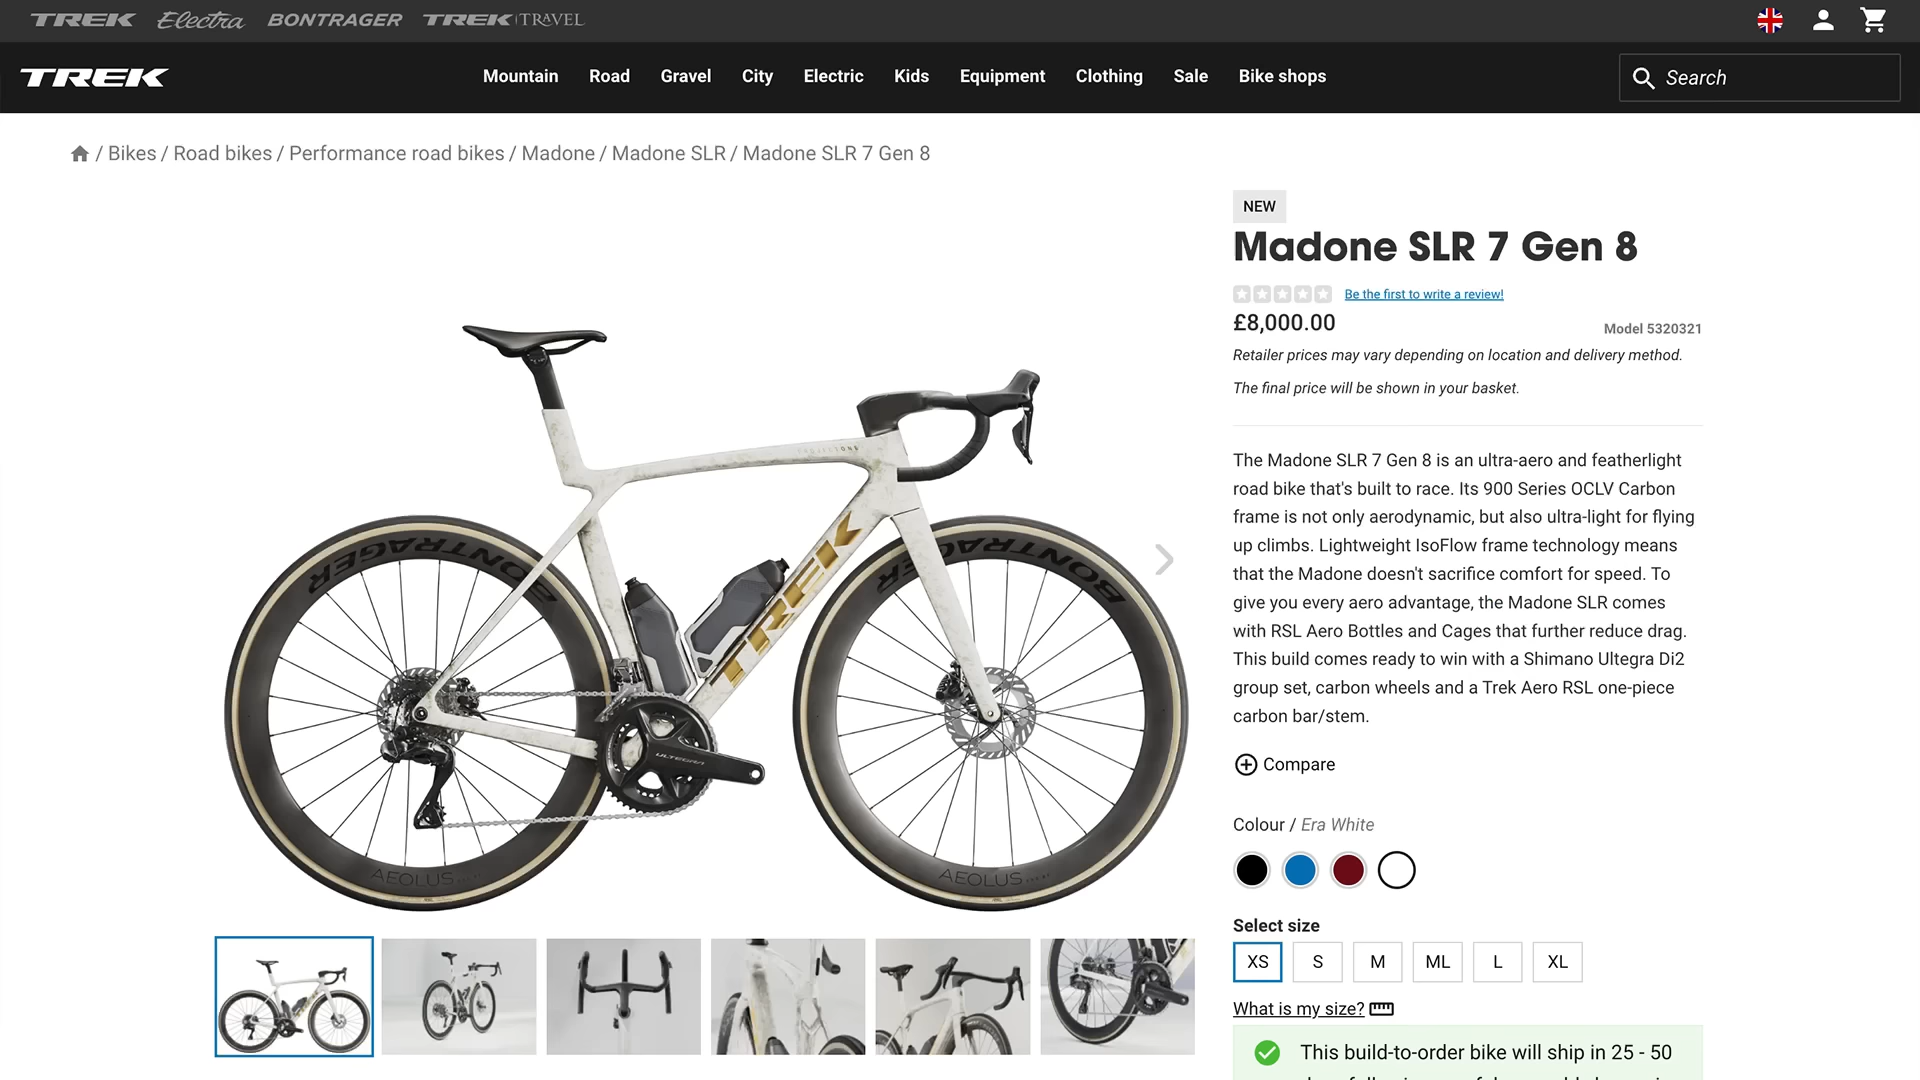 TREK Electra BONTRAGER TREK TRAVEL
TREK
Mountain Road Gravel City Electric Kids Equipment Clothing Sale Bike shops
Search
/ Bikes / Road bikes / Performance road bikes / Madone / Madone SLR / Madone SLR 7 Gen 8
NEW
Madone SLR 7 Gen 8
Be the first to write a review!
£8,000.00
Model 5320321
Retailer prices may vary depending on location and delivery method.
The final price will be shown in your basket.
PROJECT ONE
BONTRAGER
BONTRAGER
TREK
ULTEGRA
AEOLUS
AEOLUS
The Madone SLR 7 Gen 8 is an ultra-aero and featherlight
road bike that's built to race. Its 900 Series OCLV Carbon
frame is not only aerodynamic, but also ultra-light for flying
up climbs. Lightweight IsoFlow frame technology means
that the Madone doesn't sacrifice comfort for speed. To
give you every aero advantage, the Madone SLR comes
with RSL Aero Bottles and Cages that further reduce drag.
This build comes ready to win with a Shimano Ultegra Di2
group set, carbon wheels and a Trek Aero RSL one-piece
carbon bar/stem.
Compare
Colour / Era White
Select size
XS S M ML L XL
What is my size?
This build-to-order bike will ship in 25 - 50